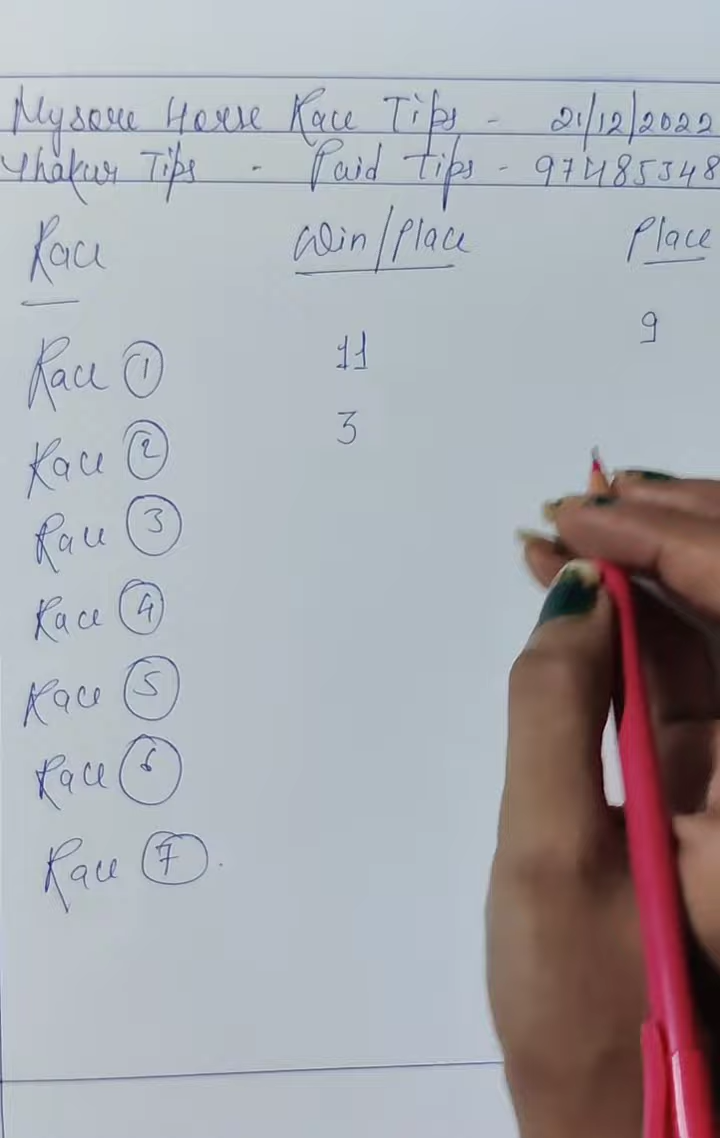 Mysore Horse Race Tips - 21/12/2022
Thakur Tips - Paid Tips - 97485348
Race Win/Place Place
Race 1 11 9
Race 2 3
Race 3
Race 4
Race 5
Race 6
Race 7.